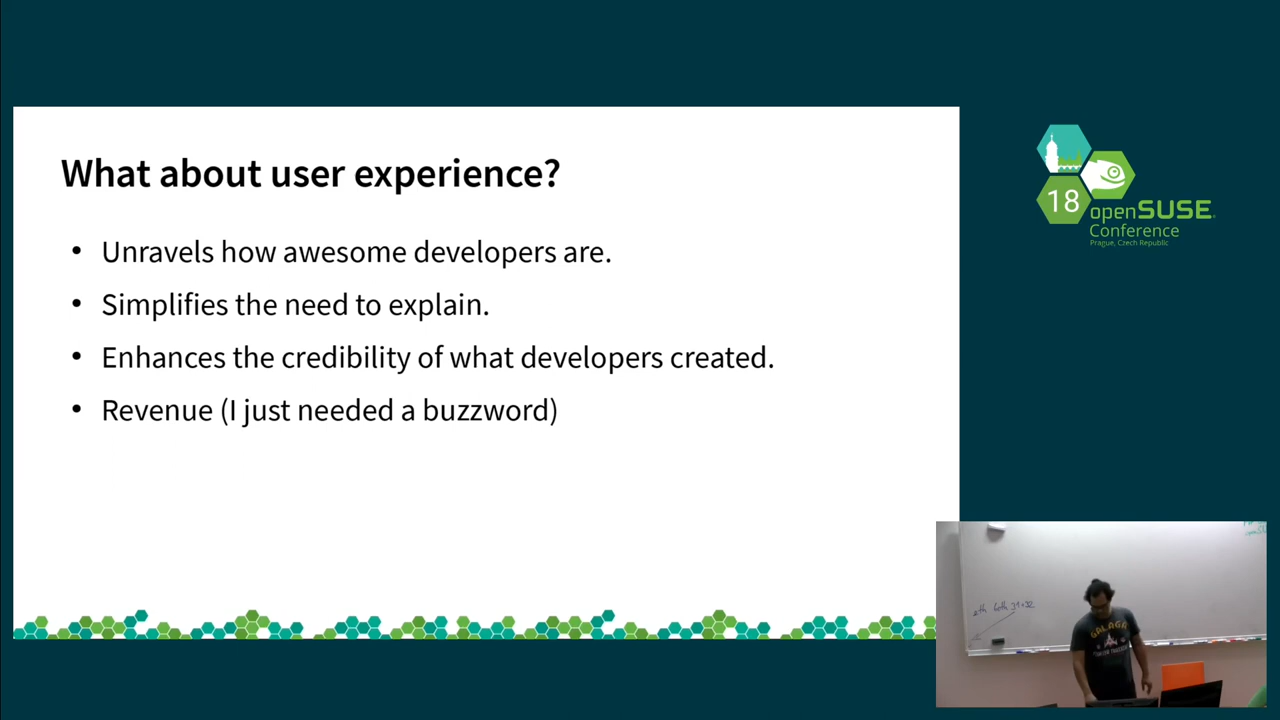 What about user experience?
• Unravels how awesome developers are.
• Simplifies the need to explain.
• Enhances the credibility of what developers created.
• Revenue (I just needed a buzzword)
18
openSUSE
Conference
Prague, Czech Republic
GALAGA